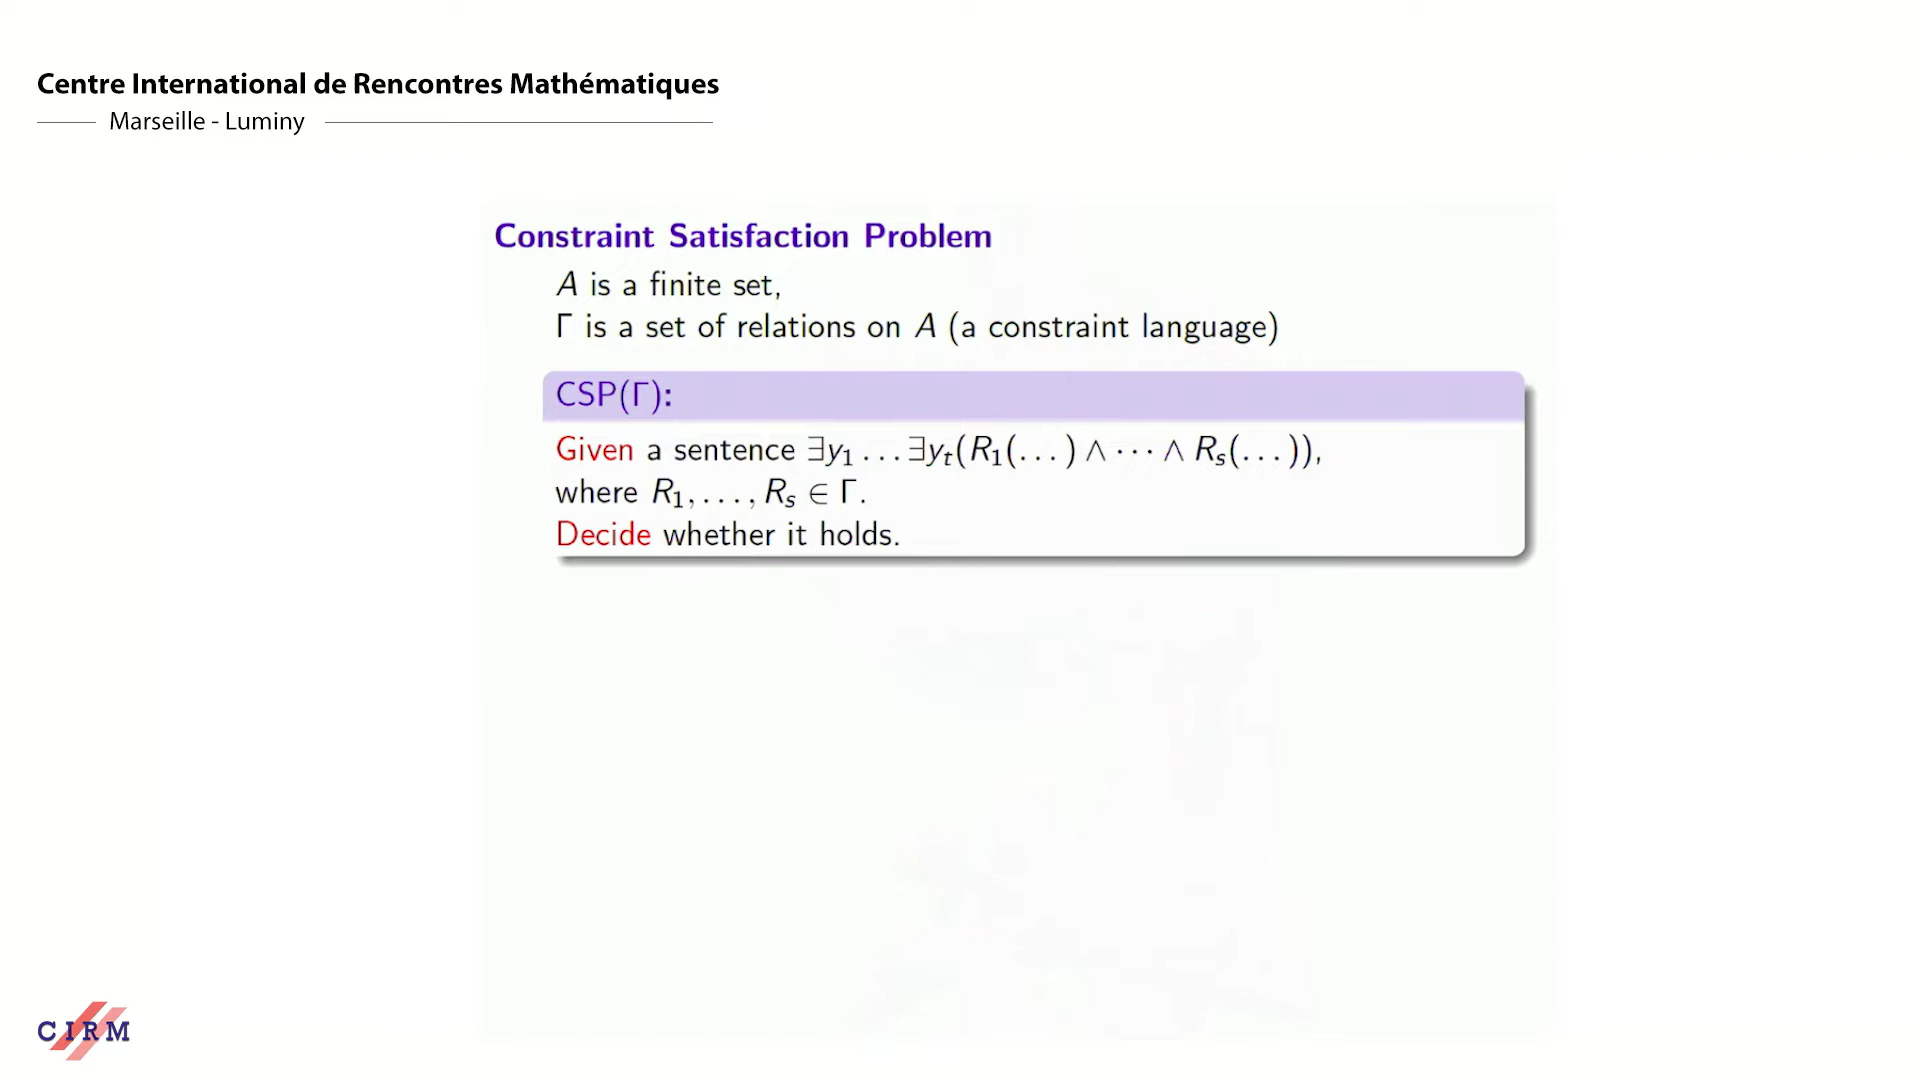 Centre International de Rencontres Mathématiques
Marseille - Luminy
Constraint Satisfaction Problem
A is a finite set,
Γ is a set of relations on A (a constraint language)
CSP(Γ):
Given a sentence ∃y₁ … ∃yₜ(R₁(…) ∧ ⋯ ∧ Rₛ(…)),
where R₁, …, Rₛ ∈ Γ.
Decide whether it holds.
CIRM